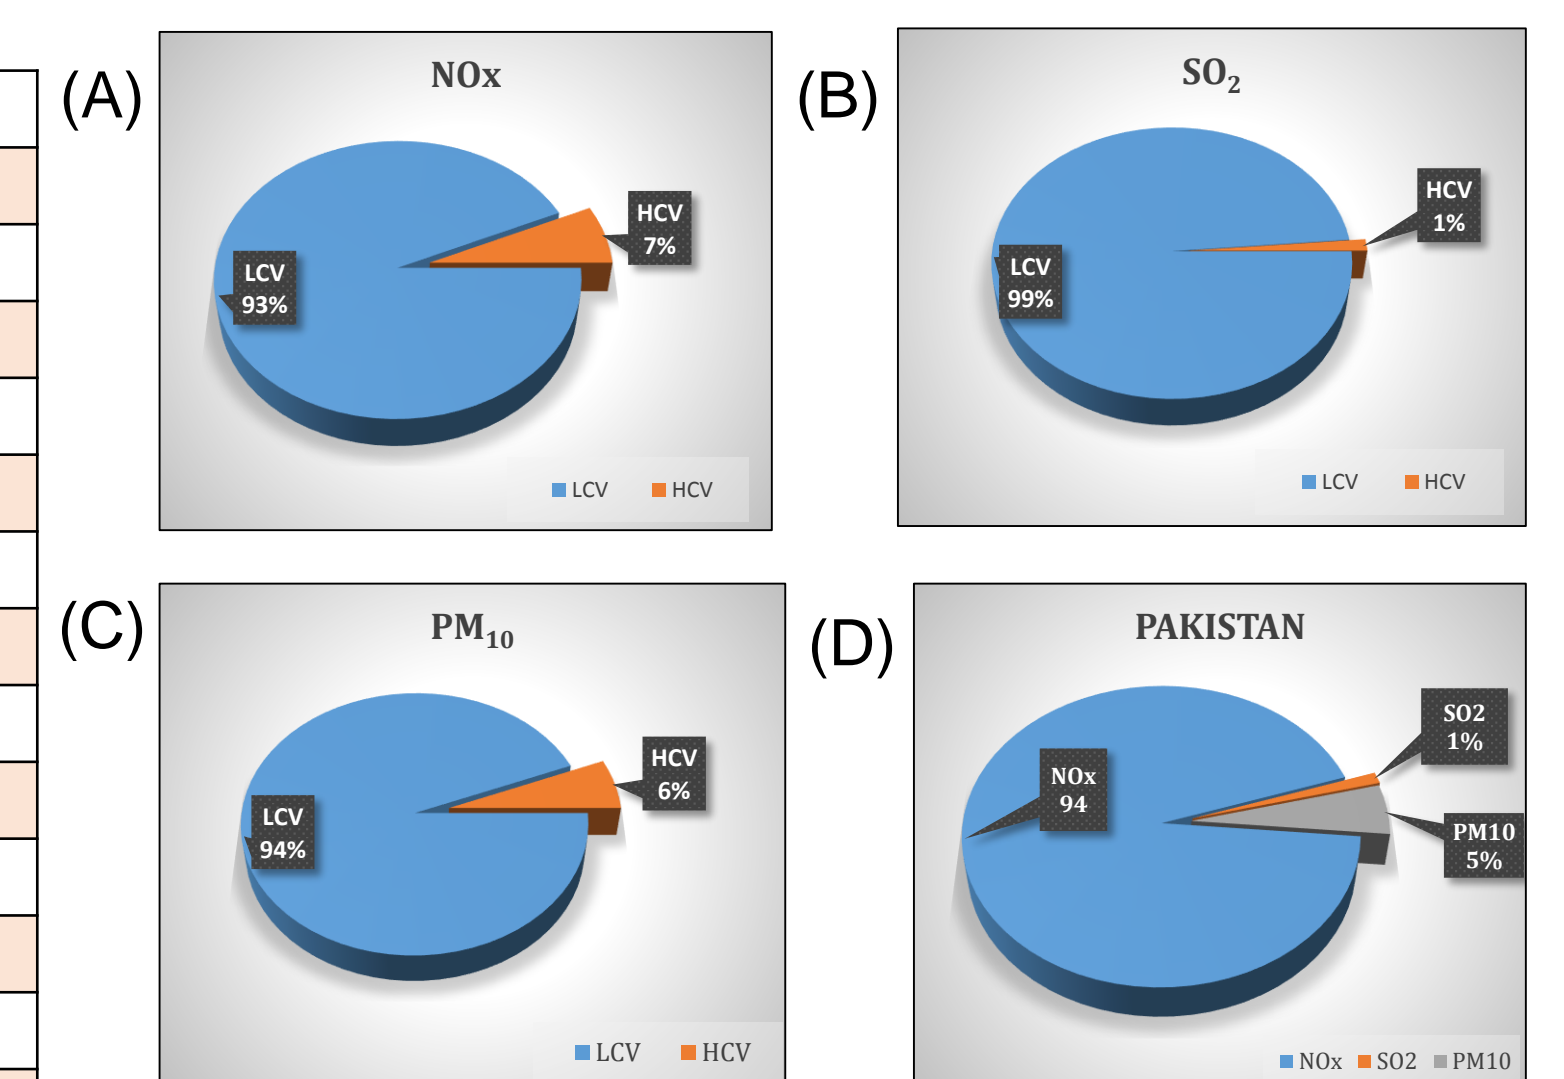 (A)
NOx
HCV
7%
LCV
93%
LCV HCV
(B)
SO₂
HCV
1%
LCV
99%
LCV HCV
(C)
PM₁₀
HCV
6%
LCV
94%
LCV HCV
(D)
PAKISTAN
SO2
1%
NOx
94
PM10
5%
NOx SO2 PM10